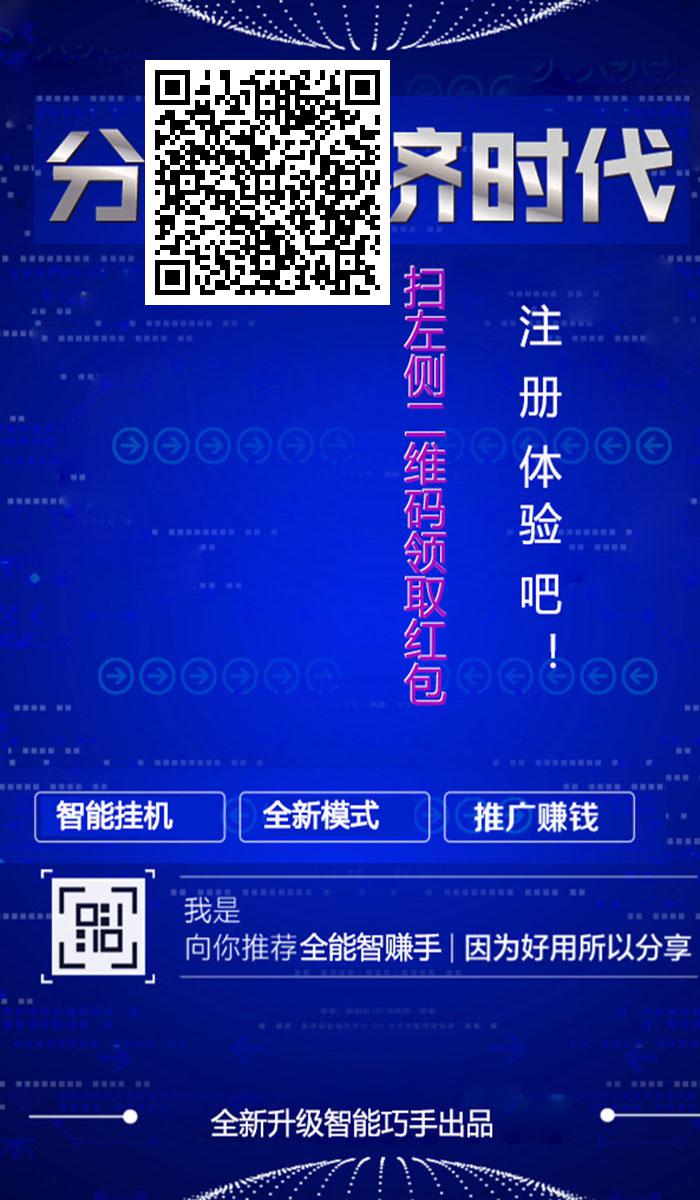 分
济时代
扫左侧二维码领取红包
注册体验吧！
智能挂机
全新模式
推广赚钱
我是
向你推荐全能智赚手|因为好用所以分享
全新升级智能巧手出品